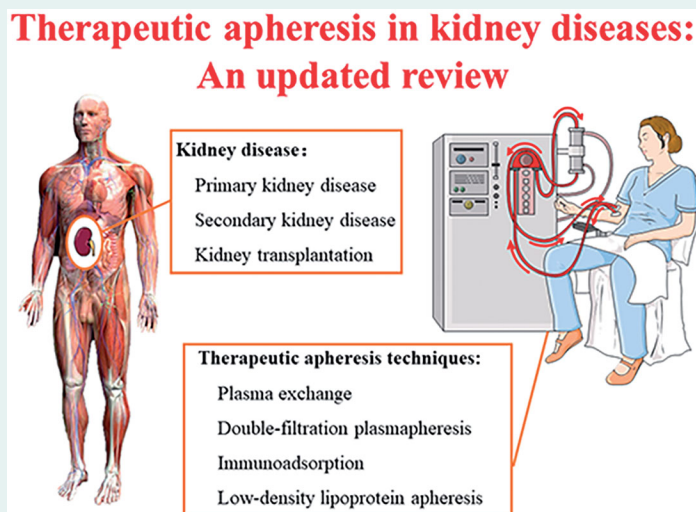 Therapeutic apheresis in kidney diseases:
An updated review
Kidney disease:
Primary kidney disease
Secondary kidney disease
Kidney transplantation
Therapeutic apheresis techniques:
Plasma exchange
Double-filtration plasmapheresis
Immunoadsorption
Low-density lipoprotein apheresis